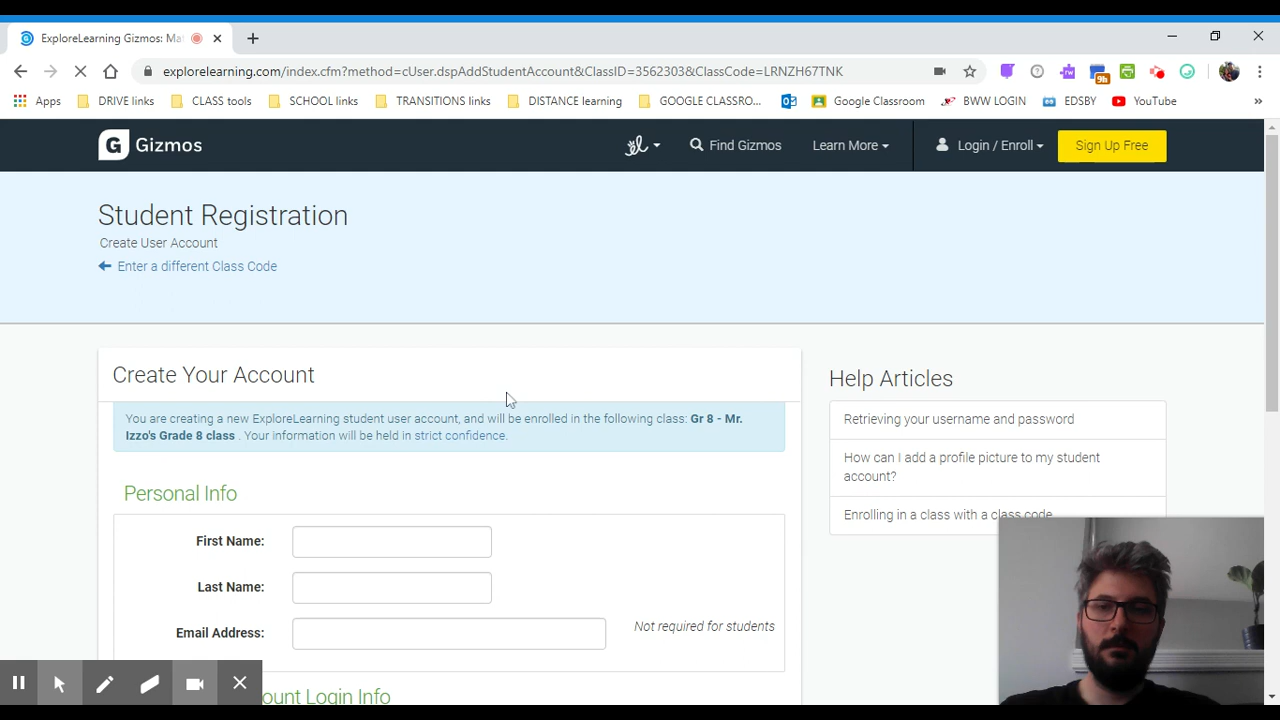 ExploreLearning Gizmos: Mat
explorelearning.com/index.cfm?method=cUser.dspAddStudentAccount&ClassID=3562303&ClassCode=LRNZH67TNK
9h
Apps DRIVE links CLASS tools SCHOOL links TRANSITIONS links DISTANCE learning GOOGLE CLASSRO... Google Classroom BWW LOGIN EDSBY YouTube »
G Gizmos el Find Gizmos Learn More Login / Enroll Sign Up Free
Student Registration
Create User Account
Enter a different Class Code
Create Your Account
You are creating a new ExploreLearning student user account, and will be enrolled in the following class: Gr 8 - Mr.
Izzo's Grade 8 class . Your information will be held in strict confidence.
Personal Info
First Name:
Last Name:
Email Address: Not required for students
ount Login Info
Help Articles
Retrieving your username and password
How can I add a profile picture to my student
account?
Enrolling in a class with a class code